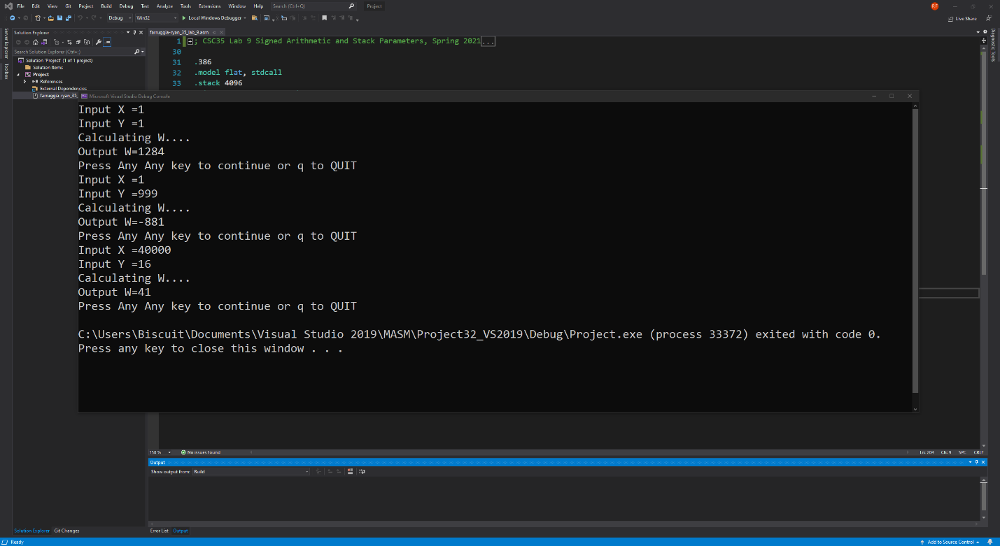 File Edit View Git Project Build Debug Test Analyze Tools Extensions Window Help Search (Ctrl+Q) Project RF
Debug Win32 Local Windows Debugger Live Share
Server Explorer
Toolbox
Solution Explorer
Search Solution Explorer (Ctrl+;)
Solution 'Project' (1 of 1 project)
Solution Items
Project
References
External Dependencies
farruggia-ryan_35_
farruggia-ryan_35_lab_9.asm
1 ; CSC35 Lab 9 Signed Arithmetic and Stack Parameters, Spring 2021...
30
31 .386
32 .model flat, stdcall
33 .stack 4096
Diagnostic Tools
Microsoft Visual Studio Debug Console
Input X =1
Input Y =1
Calculating W....
Output W=1284
Press Any Any key to continue or q to QUIT
Input X =1
Input Y =999
Calculating W....
Output W=-881
Press Any Any key to continue or q to QUIT
Input X =40000
Input Y =16
Calculating W....
Output W=41
Press Any Any key to continue or q to QUIT
C:\Users\Biscuit\Documents\Visual Studio 2019\MASM\Project32_VS2019\Debug\Project.exe (process 33372) exited with code 0.
Press any key to close this window . . .
158 % No issues found Ln: 204 Ch: 9 SPC CRLF
Output
Show output from: Build
Solution Explorer Git Changes
Error List Output
Ready Add to Source Control